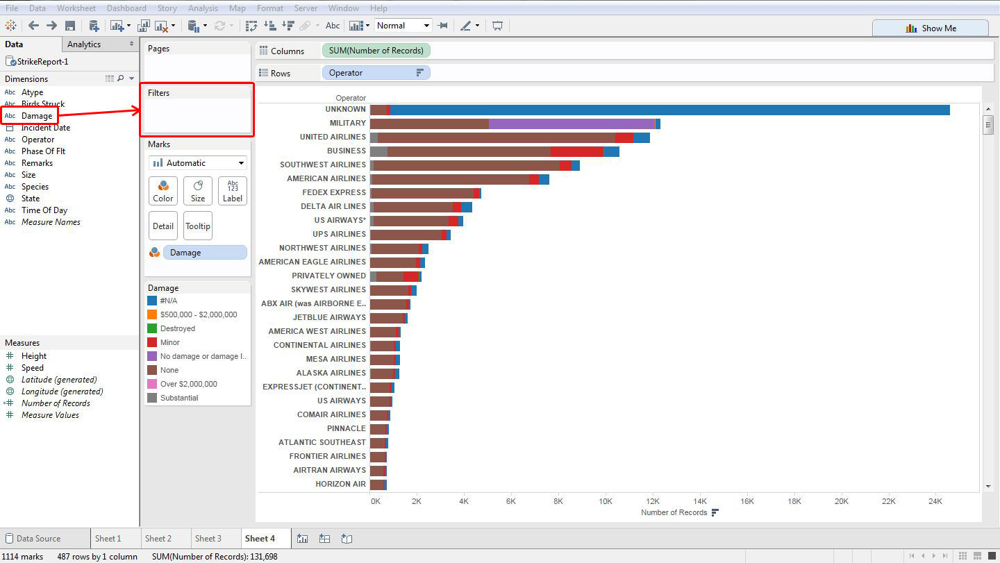 File Data Worksheet Dashboard Story Analysis Map Format Server Window Help
Abc Normal Show Me
Data Analytics
StrikeReport-1
Dimensions
Abc Atype
Abc Birds Struck
Abc Damage
Incident Date
Abc Operator
Abc Phase Of Flt
Abc Remarks
Abc Size
Abc Species
State
Abc Time Of Day
Abc Measure Names
Measures
Height
Speed
Latitude (generated)
Longitude (generated)
Number of Records
Measure Values
Pages
Filters
Marks
Automatic
Color Size Abc 123 Label
Detail Tooltip
Damage
Damage
#N/A
$500,000 - $2,000,000
Destroyed
Minor
No damage or damage l..
None
Over $2,000,000
Substantial
Columns SUM(Number of Records)
Rows Operator
Operator
UNKNOWN
MILITARY
UNITED AIRLINES
BUSINESS
SOUTHWEST AIRLINES
AMERICAN AIRLINES
FEDEX EXPRESS
DELTA AIR LINES
US AIRWAYS*
UPS AIRLINES
NORTHWEST AIRLINES
AMERICAN EAGLE AIRLINES
PRIVATELY OWNED
SKYWEST AIRLINES
ABX AIR (was AIRBORNE E..
JETBLUE AIRWAYS
AMERICA WEST AIRLINES
CONTINENTAL AIRLINES
MESA AIRLINES
ALASKA AIRLINES
EXPRESSJET (CONTINENT..
US AIRWAYS
COMAIR AIRLINES
PINNACLE
ATLANTIC SOUTHEAST
FRONTIER AIRLINES
AIRTRAN AIRWAYS
HORIZON AIR
0K 2K 4K 6K 8K 10K 12K 14K 16K 18K 20K 22K 24K
Number of Records
Data Source Sheet 1 Sheet 2 Sheet 3 Sheet 4
1114 marks 487 rows by 1 column SUM(Number of Records): 131,698